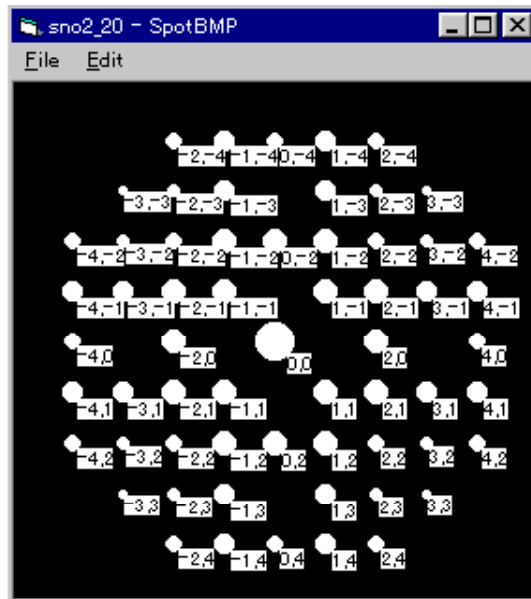 sno2_20 - SpotBMP
File Edit
-2,-4 -1,-4 0,-4 1,-4 2,-4
-3,-3 -2,-3 -1,-3 1,-3 2,-3 3,-3
-4,-2 -3,-2 -2,-2 -1,-2 0,-2 1,-2 2,-2 3,-2 4,-2
-4,-1 -3,-1 -2,-1 -1,-1 1,-1 2,-1 3,-1 4,-1
-4,0 -2,0 0,0 2,0 4,0
-4,1 -3,1 -2,1 -1,1 1,1 2,1 3,1 4,1
-4,2 -3,2 -2,2 -1,2 0,2 1,2 2,2 3,2 4,2
-3,3 -2,3 -1,3 1,3 2,3 3,3
-2,4 -1,4 0,4 1,4 2,4